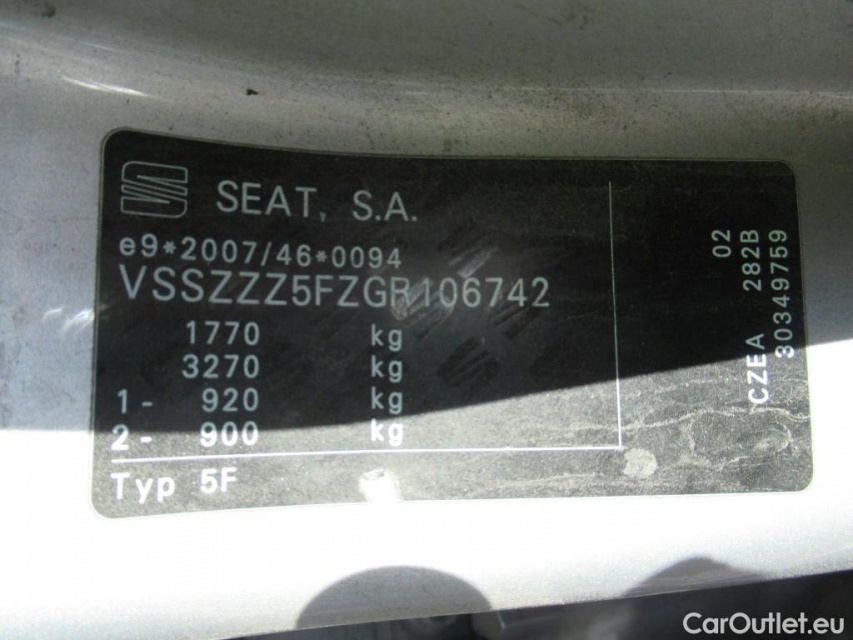 SEAT, S.A.
e9*2007/46*0094
VSSZZZ5FZGR106742
1770 kg
3270 kg
1- 920 kg
2- 900 kg
Typ 5F
02
CZEA 282B
30349759
CarOutlet.eu